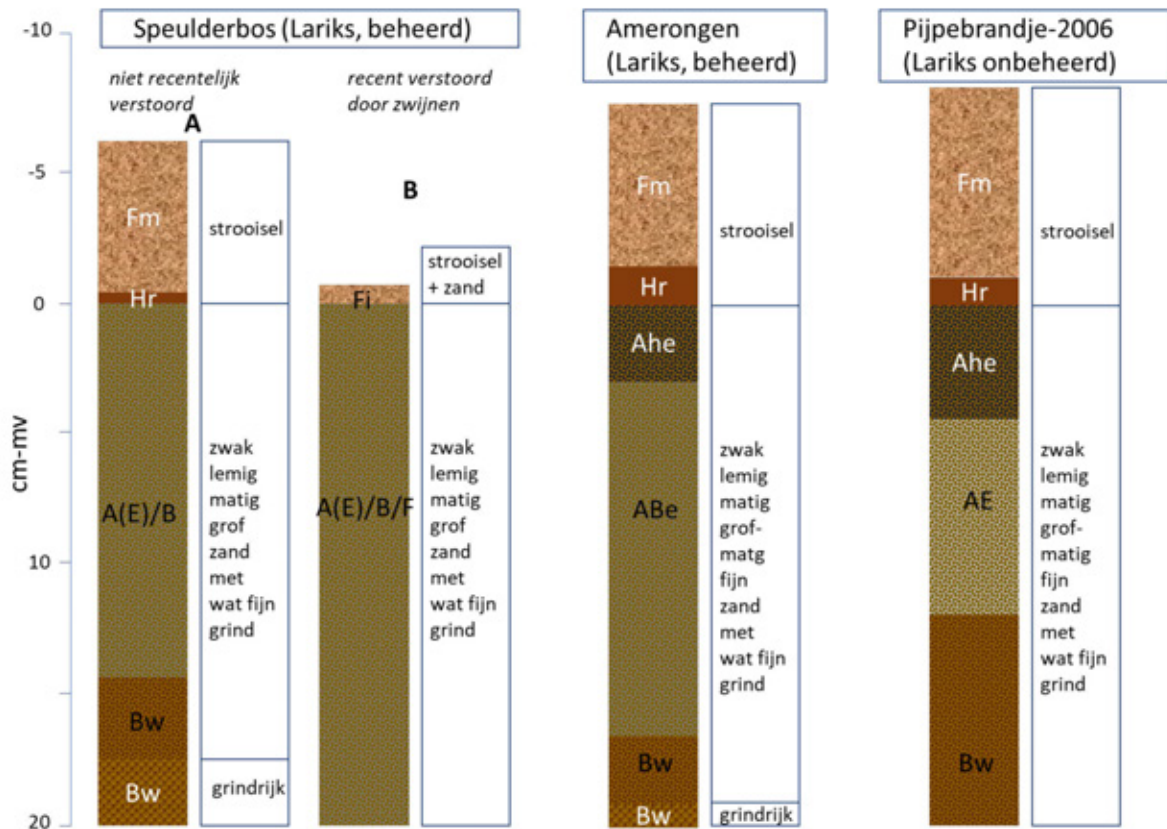 Speulderbos (Lariks, beheerd)
niet recentelijk
verstoord
recent verstoord
door zwijnen
A
B
Fm
Hr
A(E)/B
Bw
Bw
strooisel
zwak
lemig
matig
grof
zand
met
wat fijn
grind
grindrijk
Fi
A(E)/B/F
strooisel
+ zand
zwak
lemig
matig
grof
zand
met
wat fijn
grind
Amerongen
(Lariks, beheerd)
Fm
Hr
Ahe
ABe
Bw
Bw
strooisel
zwak
lemig
matig
grof-
matg
fijn
zand
met
wat fijn
grind
grindrijk
Pijpebrandje-2006
(Lariks onbeheerd)
Fm
Hr
Ahe
AE
Bw
strooisel
zwak
lemig
matig
grof-
matig
fijn
zand
met
wat fijn
grind
-10
-5
0
10
20
cm-mv